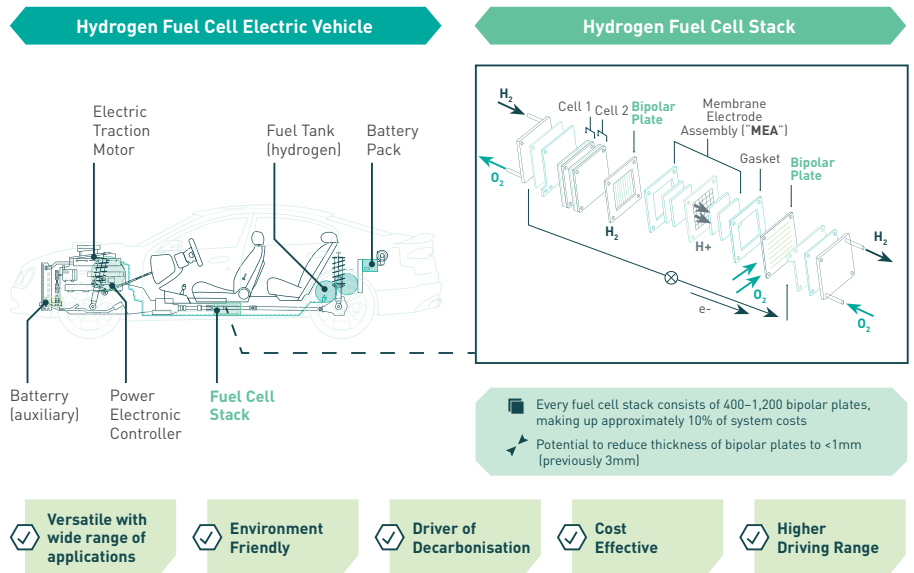 Hydrogen Fuel Cell Electric Vehicle
Electric
Traction
Motor
Fuel Tank
(hydrogen)
Battery
Pack
Batterry
(auxiliary)
Power
Electronic
Controller
Fuel Cell
Stack
Hydrogen Fuel Cell Stack
H2
O2
Cell 1
Cell 2
Bipolar
Plate
Membrane
Electrode
Assembly (“MEA”)
Gasket
Bipolar
Plate
H2
H+
H2
O2
O2
e-
Every fuel cell stack consists of 400–1,200 bipolar plates,
making up approximately 10% of system costs
Potential to reduce thickness of bipolar plates to <1mm
(previously 3mm)
Versatile with
wide range of
applications
Environment
Friendly
Driver of
Decarbonisation
Cost
Effective
Higher
Driving Range